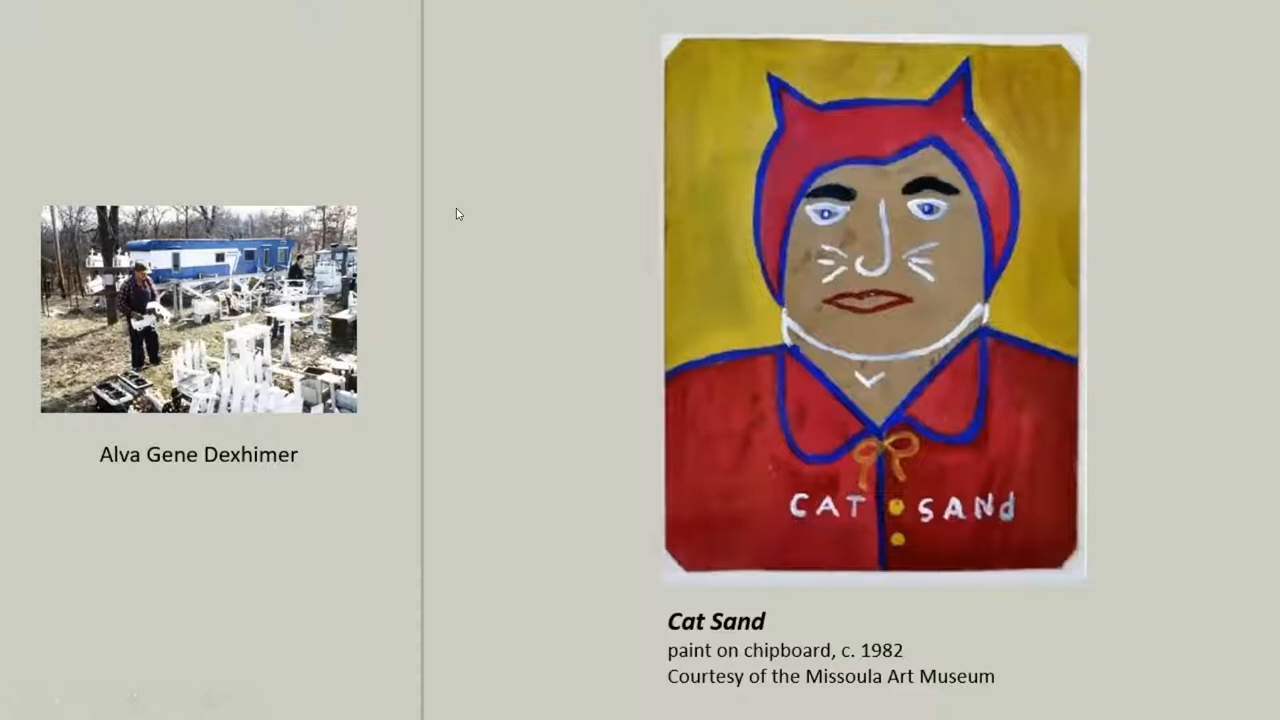 Alva Gene Dexhimer
CAT SANd
Cat Sand
paint on chipboard, c. 1982
Courtesy of the Missoula Art Museum